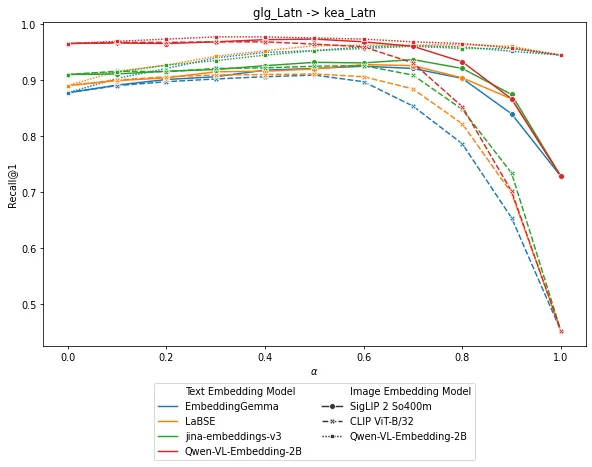 glg_Latn -> kea_Latn
1.0
0.9
0.8
0.7
0.6
0.5
Recall@1
0.0 0.2 0.4 0.6 0.8 1.0
α
Text Embedding Model
EmbeddingGemma
LaBSE
jina-embeddings-v3
Qwen-VL-Embedding-2B
Image Embedding Model
SigLIP 2 So400m
CLIP ViT-B/32
Qwen-VL-Embedding-2B